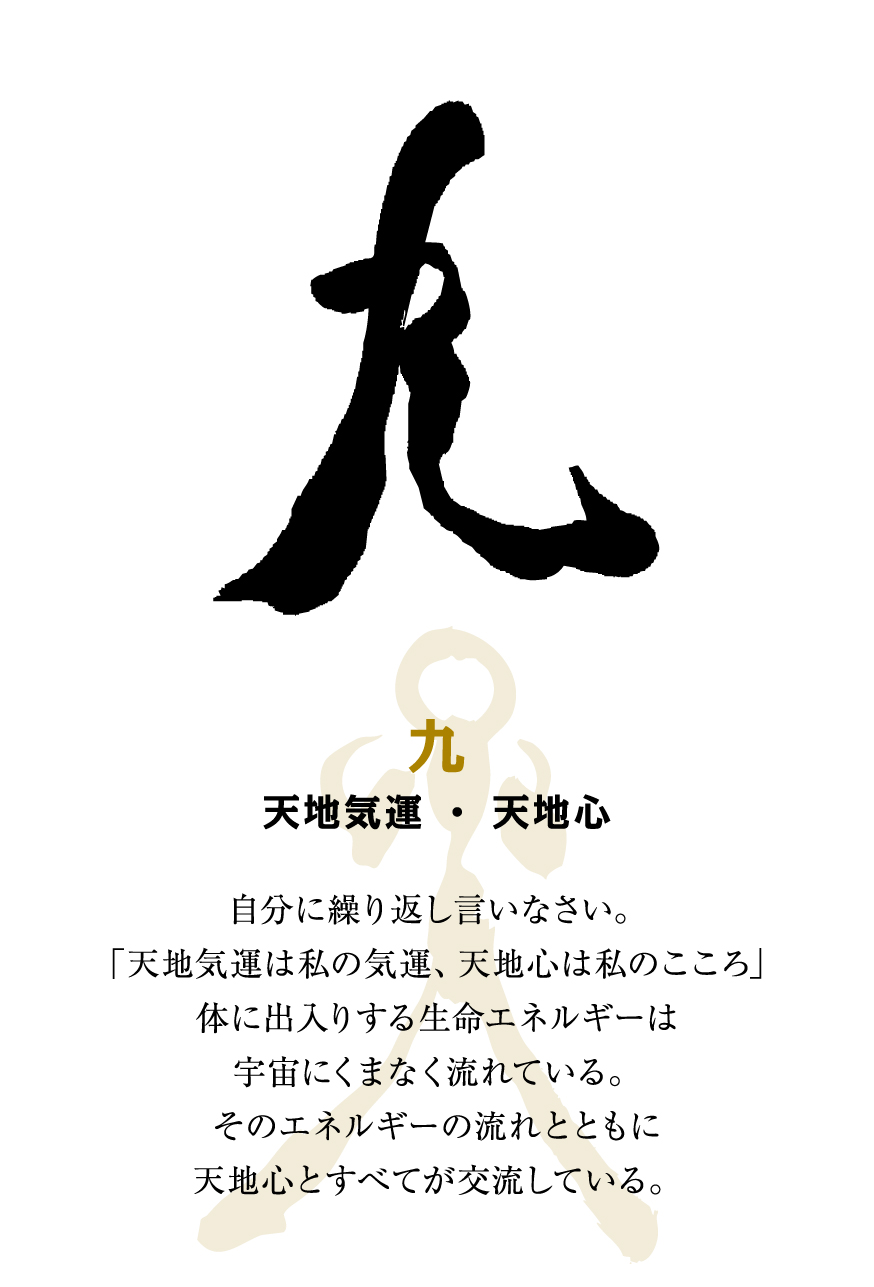 九
九
天地気運 ・ 天地心
自分に繰り返し言いなさい。
「天地気運は私の気運、天地心は私のこころ」
体に出入りする生命エネルギーは
宇宙にくまなく流れている。
そのエネルギーの流れとともに
天地心とすべてが交流している。